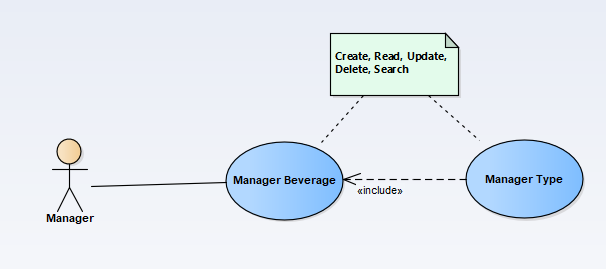 Create, Read, Update,
Delete, Search
Manager Beverage
Manager Type
«include»
Manager